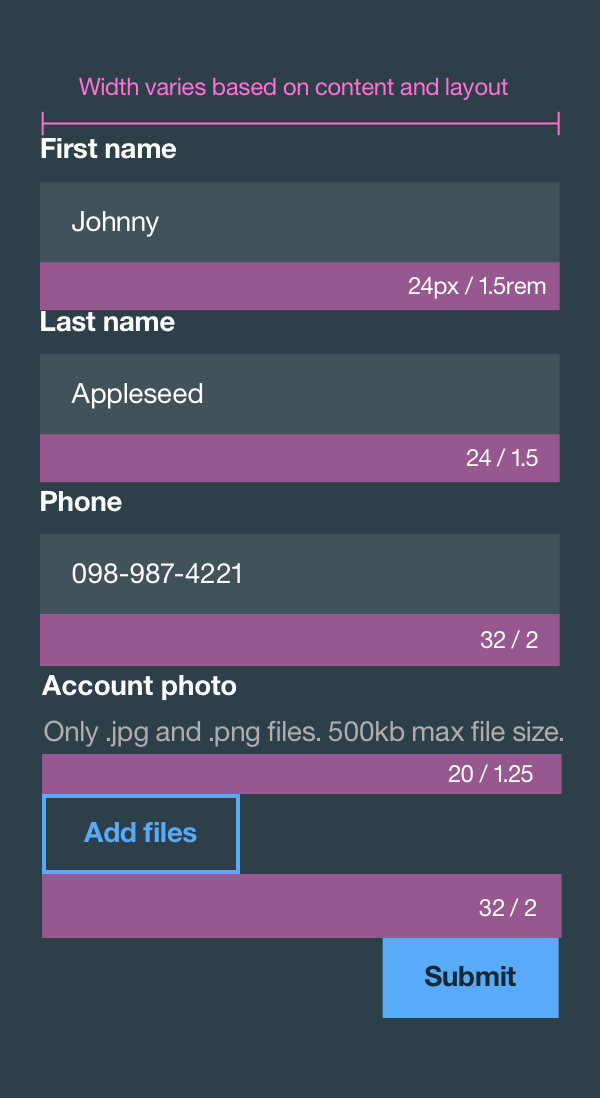 Width varies based on content and layout
First name
Johnny
24px / 1.5rem
Last name
Appleseed
24 / 1.5
Phone
098-987-4221
32 / 2
Account photo
Only .jpg and .png files. 500kb max file size.
20 / 1.25
Add files
32 / 2
Submit